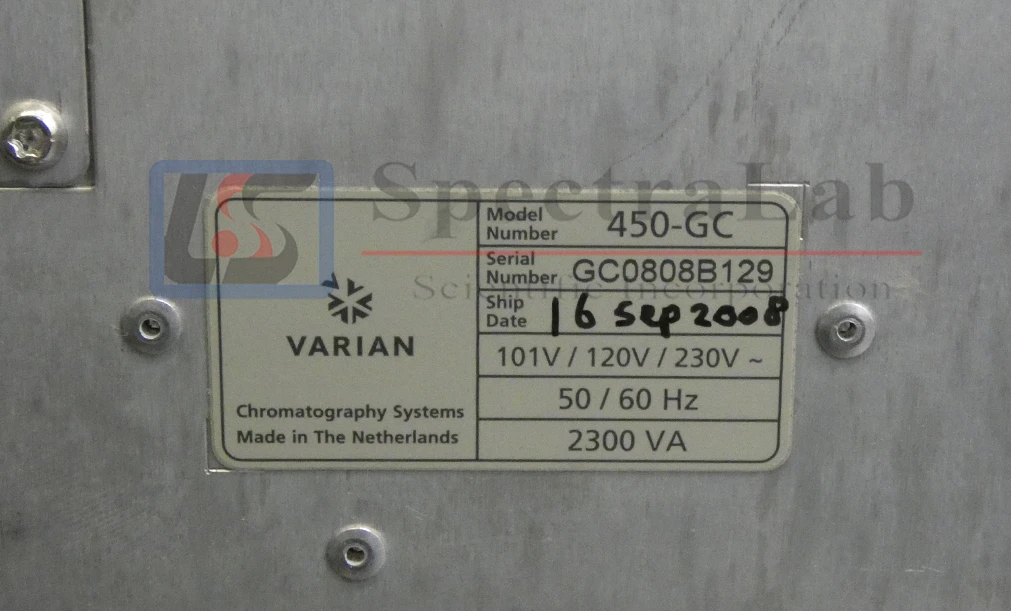 SpectraLab
Scientific Incorporation
VARIAN
Chromatography Systems
Made in The Netherlands
Model Number 450-GC
Serial Number GC0808B129
Ship Date 16 Sep 2008
101V / 120V / 230V ~
50 / 60 Hz
2300 VA